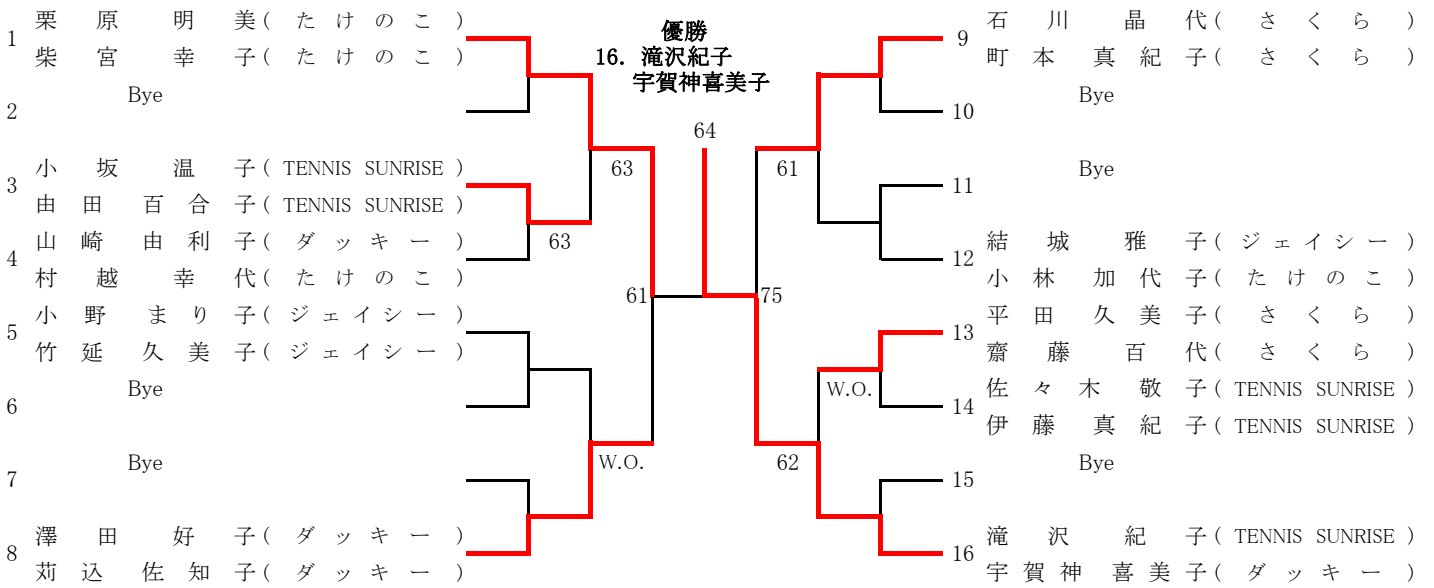 優勝
16. 滝沢紀子
宇賀神喜美子
64
1
栗原 明美(たけのこ)
柴宮 幸子(たけのこ)
2
Bye
3
小坂 温子( TENNIS SUNRISE )
由田 百合子( TENNIS SUNRISE )
63
4
山崎 由利子(ダッキー)
村越 幸代(たけのこ)
63
5
小野 まり子(ジェイシー)
竹延 久美子(ジェイシー)
6
Bye
61
7
Bye
W.O.
8
澤田 好子(ダッキー)
苅込 佐知子(ダッキー)
9
石川 晶代(さくら)
町本 真紀子(さくら)
10
Bye
61
11
Bye
12
結城 雅子(ジェイシー)
小林 加代子(たけのこ)
75
13
平田 久美子(さくら)
齋藤 百代(さくら)
W.O.
14
佐々木 敬子( TENNIS SUNRISE )
伊藤 真紀子( TENNIS SUNRISE )
62
15
Bye
16
滝沢 紀子( TENNIS SUNRISE )
宇賀神 喜美子(ダッキー)